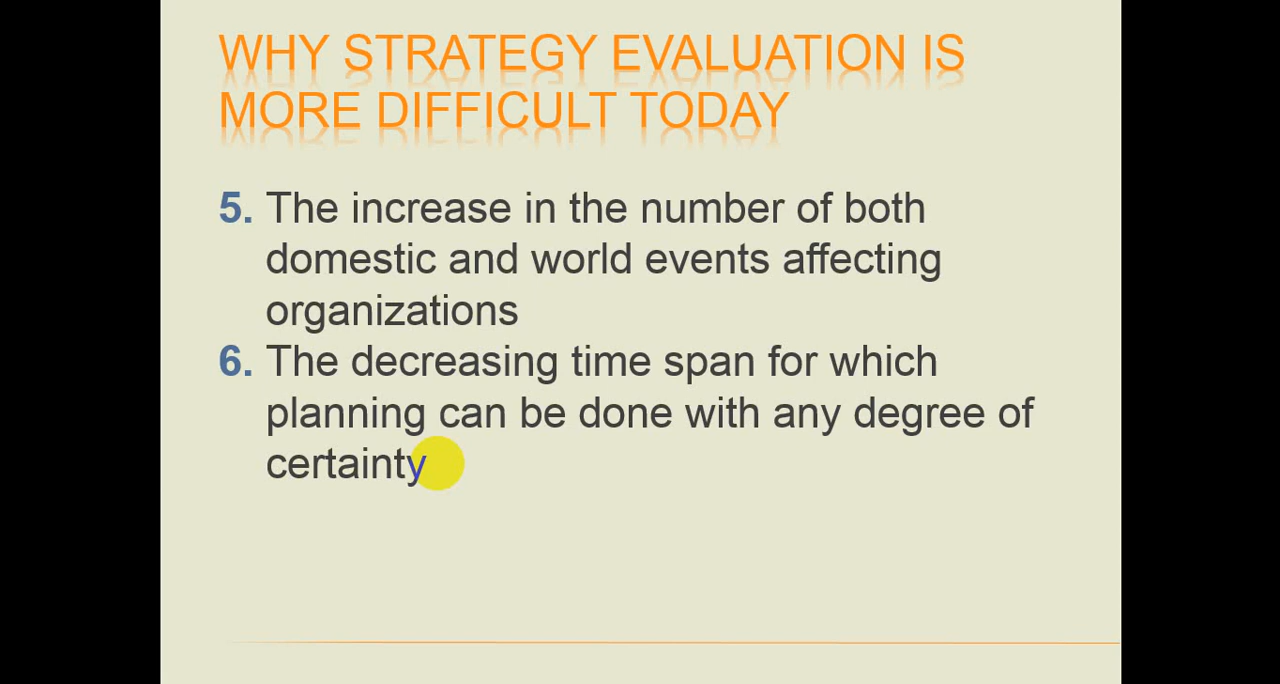 WHY STRATEGY EVALUATION IS
MORE DIFFICULT TODAY
5. The increase in the number of both
domestic and world events affecting
organizations
6. The decreasing time span for which
planning can be done with any degree of
certainty